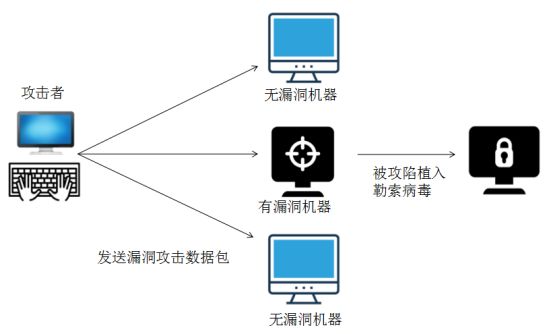 攻击者
无漏洞机器
有漏洞机器
被攻陷植入
勒索病毒
发送漏洞攻击数据包
无漏洞机器